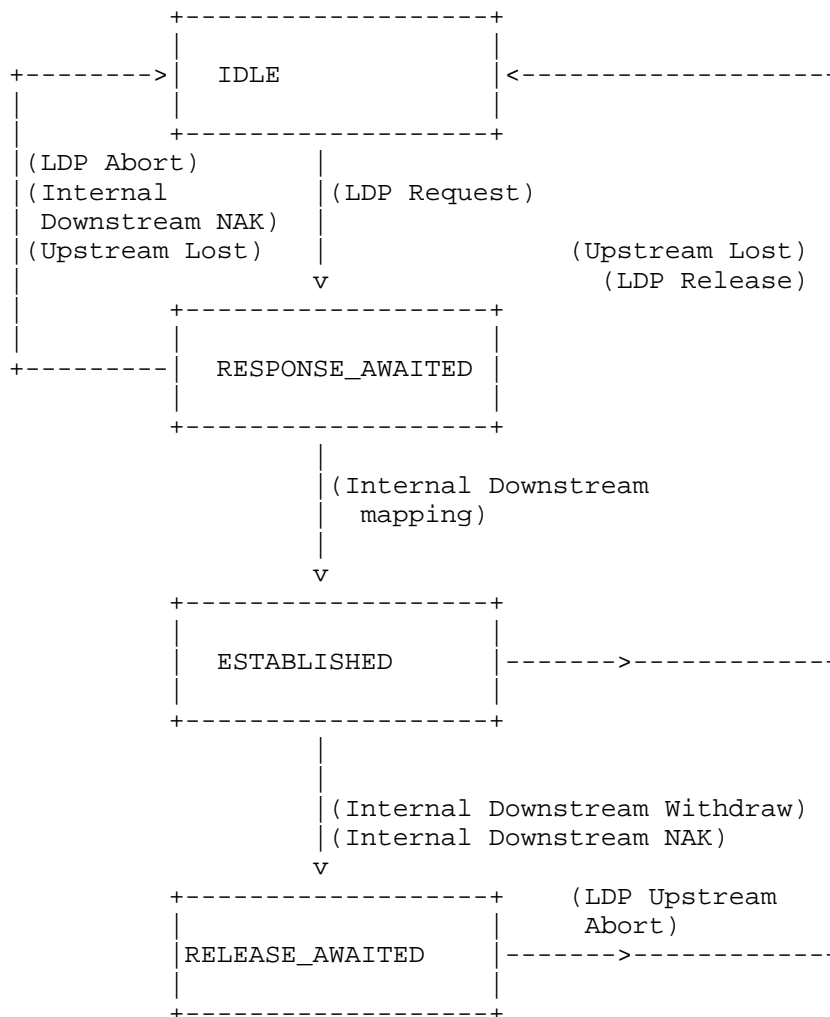 IDLE
(LDP Abort)
(Internal (LDP Request)
Downstream NAK)
(Upstream Lost) (Upstream Lost)
(LDP Release)
RESPONSE_AWAITED
(Internal Downstream
mapping)
ESTABLISHED
(Internal Downstream Withdraw)
(Internal Downstream NAK)
(LDP Upstream
Abort)
RELEASE_AWAITED